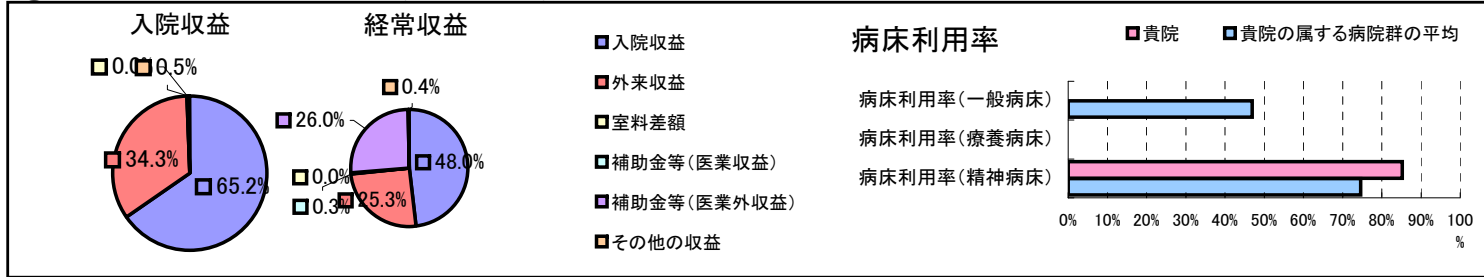 入院収益
0.0%
0.5%
34.3%
65.2%
経常収益
0.4%
26.0%
48.0%
0.0%
0.3%
25.3%
入院収益
外来収益
室料差額
補助金等(医業収益)
補助金等(医業外収益)
その他の収益
病床利用率
貴院
貴院の属する病院群の平均
病床利用率(一般病床)
病床利用率(療養病床)
病床利用率(精神病床)
0% 10% 20% 30% 40% 50% 60% 70% 80% 90% 100
%